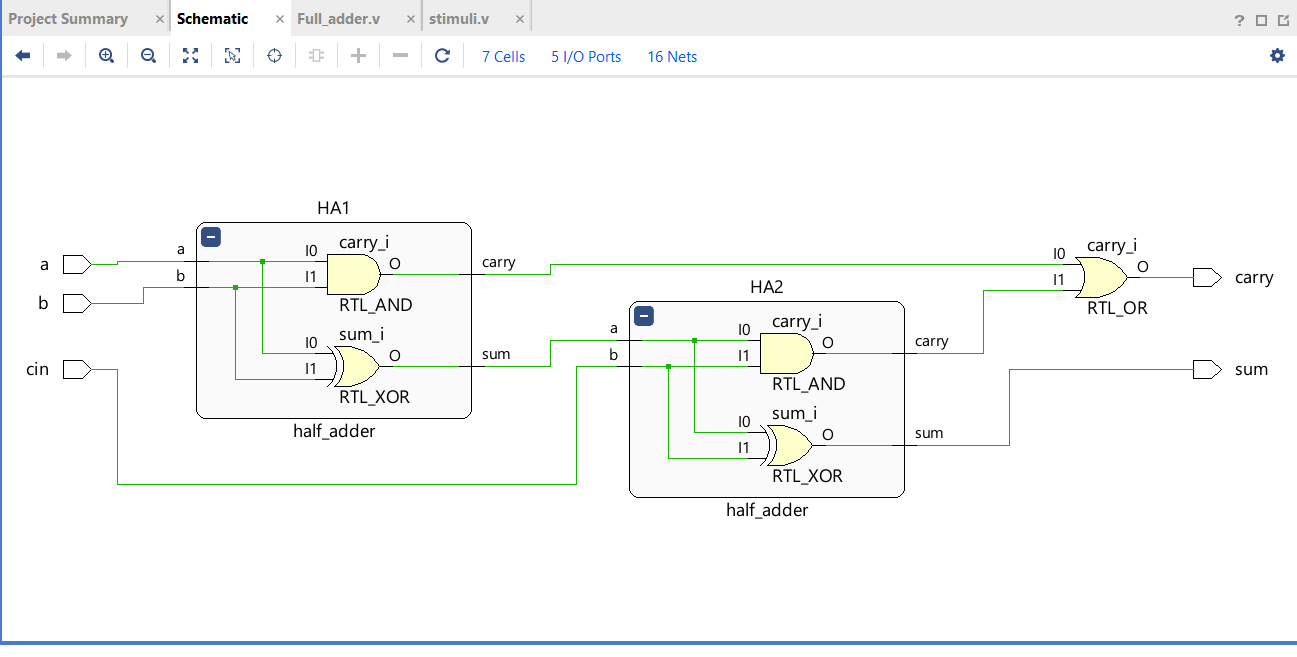 Project Summary × Schematic × Full_adder.v × stimuli.v × ?
7 Cells 5 I/O Ports 16 Nets
HA1
a
b
carry_i
I0
I1
O
RTL_AND
sum_i
I0
I1
O
RTL_XOR
carry
sum
half_adder
a
b
cin
HA2
a
b
carry_i
I0
I1
O
RTL_AND
sum_i
I0
I1
O
RTL_XOR
carry
sum
half_adder
carry_i
I0
I1
O
RTL_OR
carry
sum